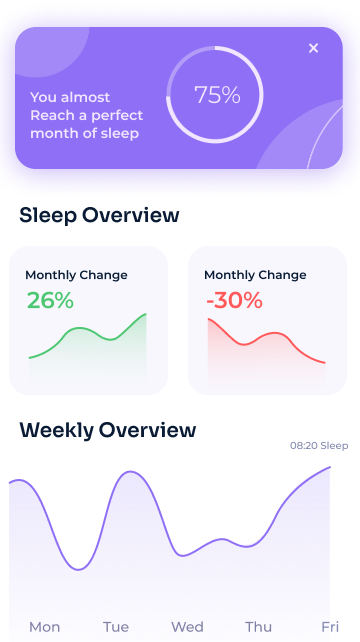 You almost
Reach a perfect
month of sleep
75%
Sleep Overview
Monthly Change
26%
Monthly Change
-30%
Weekly Overview
08:20 Sleep
Mon Tue Wed Thu Fri